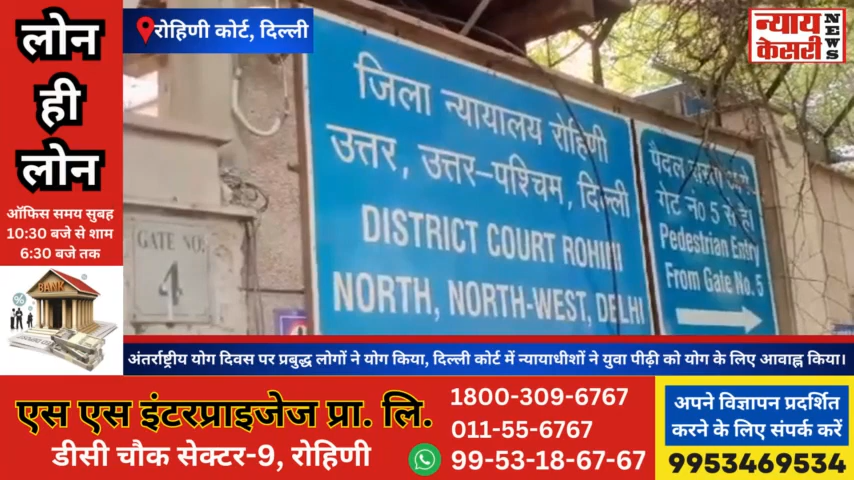 लोन
ही
लोन
ऑफिस समय सुबह
10:30 बजे से शाम
6:30 बजे तक
BANK
%
रोहिणी कोर्ट, दिल्ली
न्याय
केसरी
NEWS
जिला न्यायालय रोहिणी
उत्तर, उत्तर-पश्चिम, दिल्ली
DISTRICT COURT ROHINI
NORTH, NORTH-WEST, DELHI
पैदल
गेट नं0 5 से है
Pedestrian Entry
From Gate No. 5
GATE NO.
4
अंतर्राष्ट्रीय योग दिवस पर प्रबुद्ध लोगों ने योग किया, दिल्ली कोर्ट में न्यायाधीशों ने युवा पीढ़ी को योग के लिए आवाह्न किया।
एस एस इंटरप्राइजेज प्रा. लि.
डीसी चौक सेक्टर-9, रोहिणी
1800-309-6767
011-55-6767
99-53-18-67-67
अपने विज्ञापन प्रदर्शित
करने के लिए संपर्क करें
9953469534